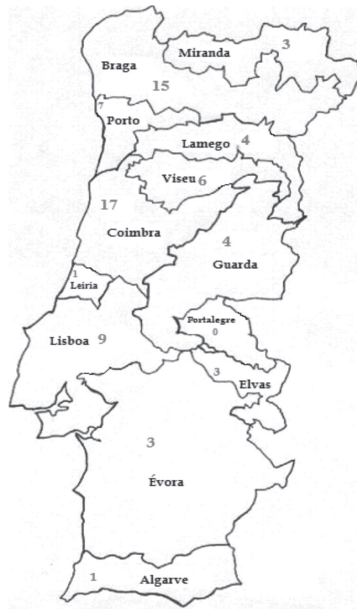 Miranda
3
Braga
15
7
Porto
Lamego 4
Viseu 6
17
Coimbra
4
Guarda
1
Leiria
Portalegre
0
Lisboa 9
3
Elvas
3
Évora
1
Algarve